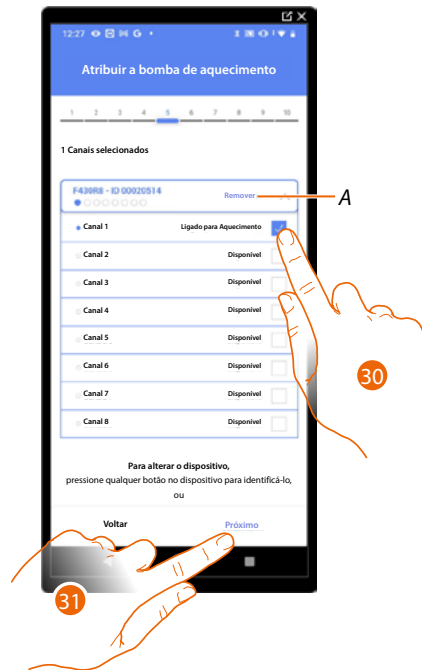 12:27
Atribuir a bomba de aquecimento
1 2 3 4 5 6 7 8 9 10
1 Canais selecionados
F430R8 - ID 00020514
Remover
A
Canal 1 Ligado para Aquecimento
Canal 2 Disponível
Canal 3 Disponível
Canal 4 Disponível
Canal 5 Disponível
Canal 6 Disponível
Canal 7 Disponível
Canal 8 Disponível
30
Para alterar o dispositivo,
pressione qualquer botão no dispositivo para identificá-lo,
ou
Voltar Próximo
31